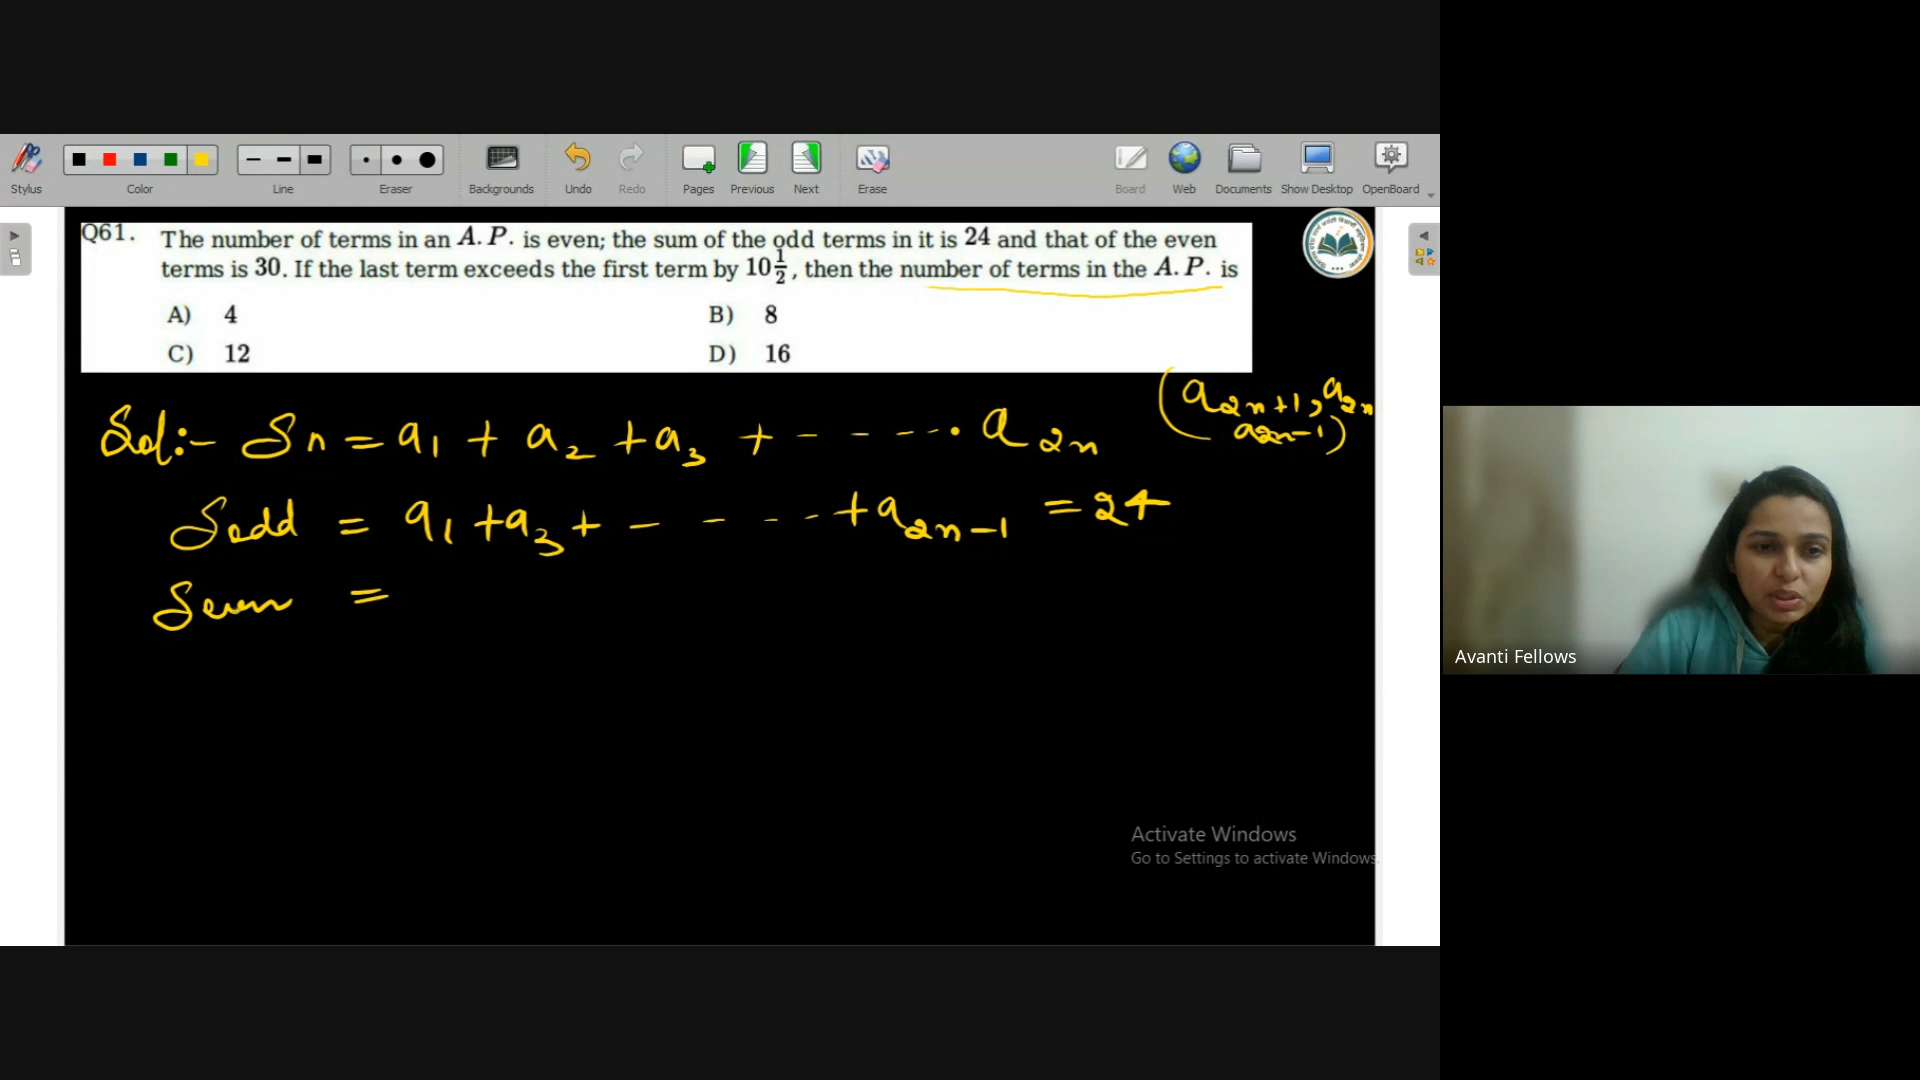 Stylus Color Line Eraser Backgrounds Undo Redo Pages Previous Next Erase Board Web Documents Show Desktop OpenBoard
Q61. The number of terms in an A.P. is even; the sum of the odd terms in it is 24 and that of the even
terms is 30. If the last term exceeds the first term by 10 1/2, then the number of terms in the A.P. is
A) 4 B) 8
C) 12 D) 16
(a2n+1, a2n
a2n-1)
Sol:- Sn = a1 + a2 + a3 + - - - - . . a2n
Sodd = a1 + a3 + - - - - - + a2n-1 = 24
Seven =
Avanti Fellows
Activate Windows
Go to Settings to activate Windows.